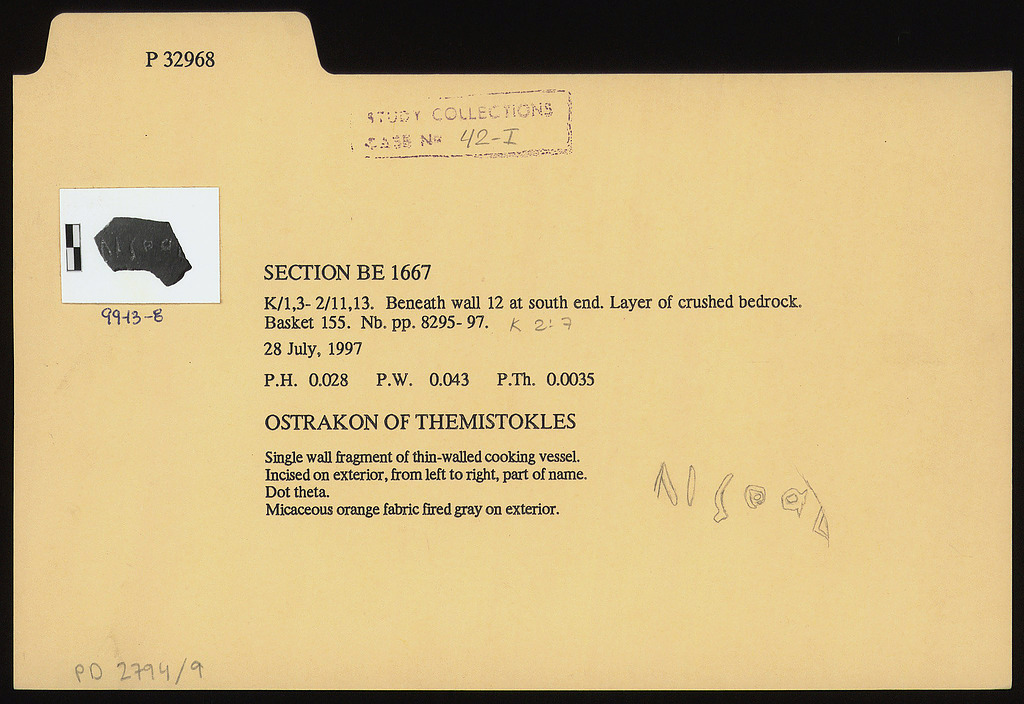 P 32968
STUDY COLLECTIONS
CASE No 42-I
99-13-8
SECTION BE 1667
K/1,3- 2/11,13. Beneath wall 12 at south end. Layer of crushed bedrock.
Basket 155. Nb. pp. 8295- 97. K 2:7
28 July, 1997
P.H. 0.028 P.W. 0.043 P.Th. 0.0035
OSTRAKON OF THEMISTOKLES
Single wall fragment of thin-walled cooking vessel.
Incised on exterior, from left to right, part of name.
Dot theta.
Micaceous orange fabric fired gray on exterior.
PD 2794/9